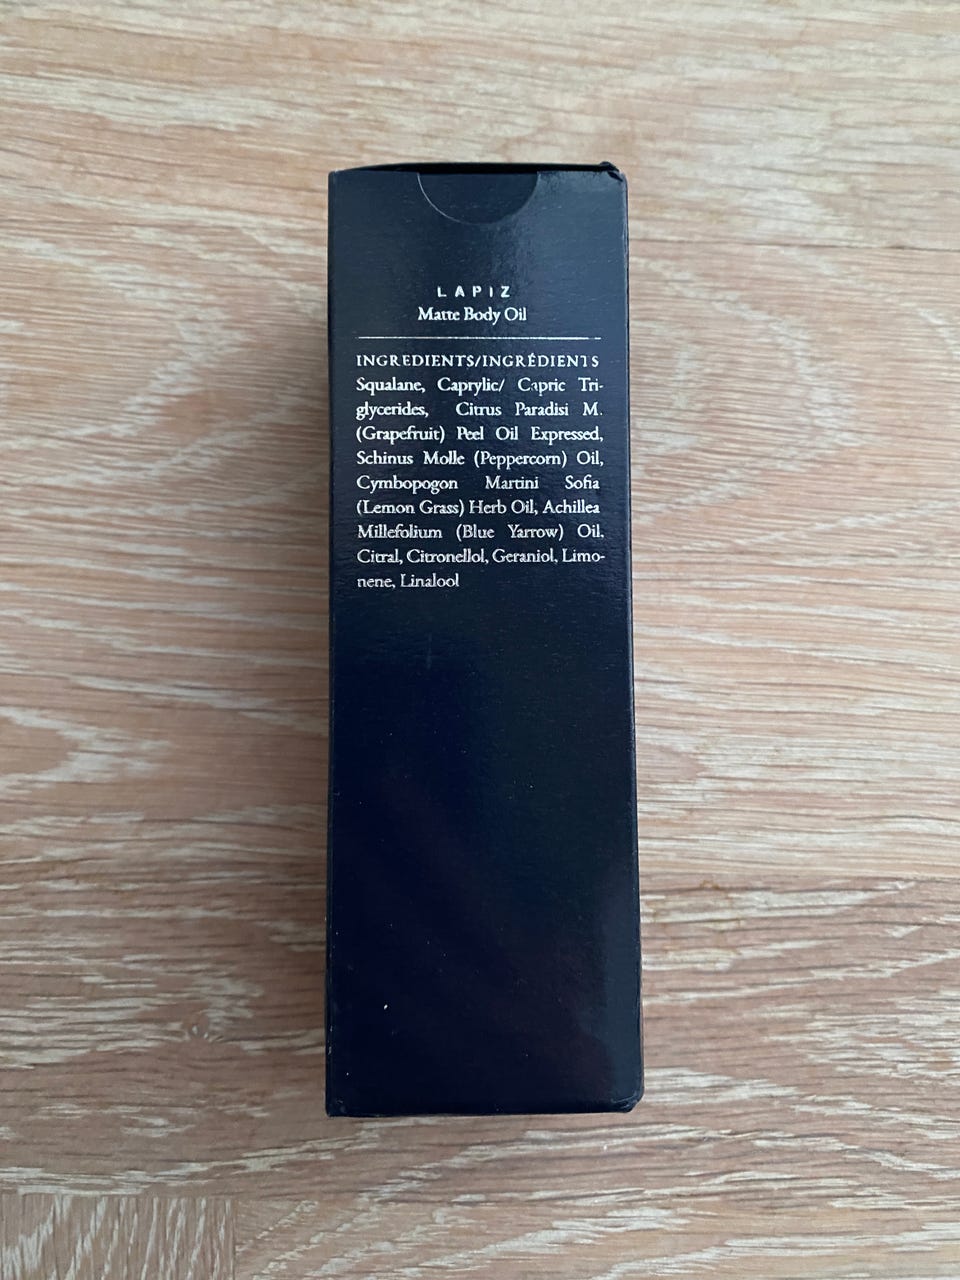 LAPIZ
Matte Body Oil
INGREDIENTS/INGRÉDIENTS
Squalane, Caprylic/ Capric Tri-
glycerides, Citrus Paradisi M.
(Grapefruit) Peel Oil Expressed,
Schinus Molle (Peppercorn) Oil,
Cymbopogon Martini Sofia
(Lemon Grass) Herb Oil, Achillea
Millefolium (Blue Yarrow) Oil,
Citral, Citronellol, Geraniol, Limo-
nene, Linalool